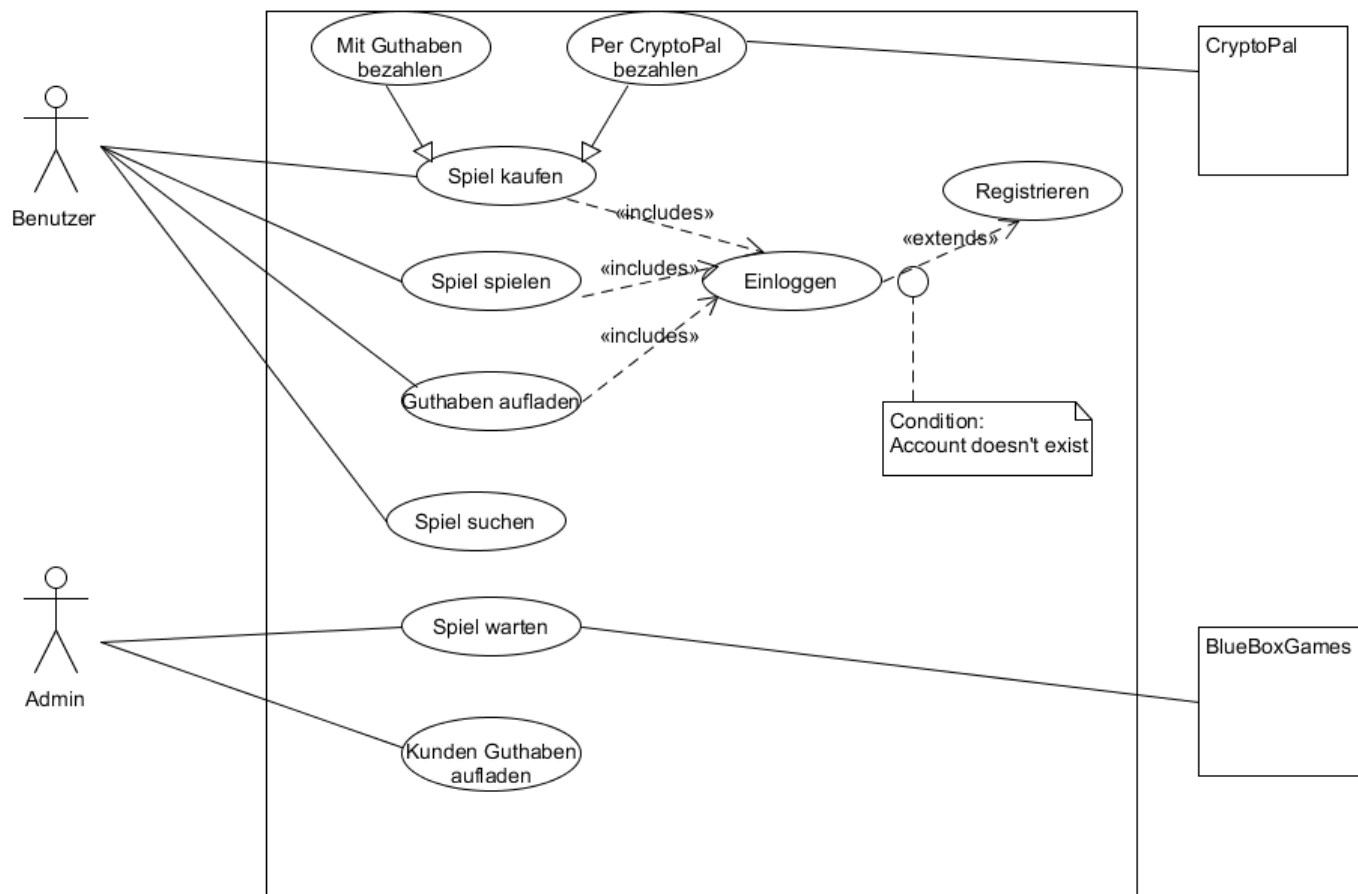 Mit Guthaben
bezahlen
Per CryptoPal
bezahlen
CryptoPal
Benutzer
Spiel kaufen
Registrieren
«includes»
«extends»
Spiel spielen
«includes»
Einloggen
«includes»
Guthaben aufladen
Condition:
Account doesn't exist
Spiel suchen
Admin
Spiel warten
BlueBoxGames
Kunden Guthaben
aufladen